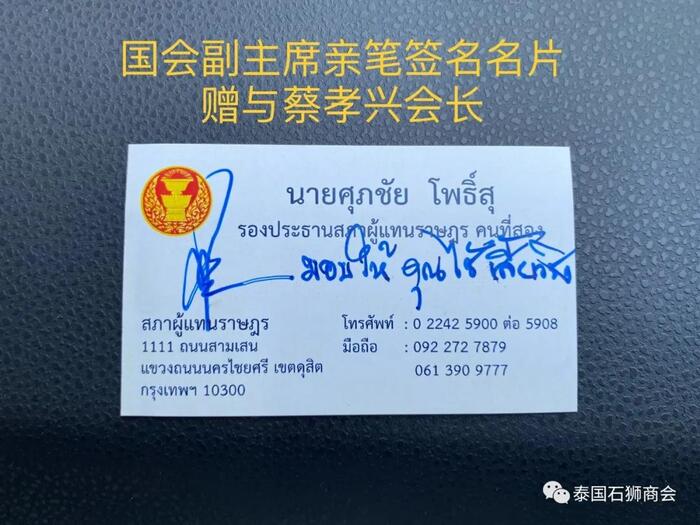 国会副主席亲笔签名名片
赠与蔡孝兴会长
นายศุภชัย โพธิ์สุ
รองประธานสภาผู้แทนราษฎร คนที่สอง
มอบให้ คุณไช้
สภาผู้แทนราษฎร
1111 ถนนสามเสน
แขวงถนนนครไชยศรี เขตดุสิต
กรุงเทพฯ 10300
โทรศัพท์ : 0 2242 5900 ต่อ 5908
มือถือ : 092 272 7879
061 390 9777
泰国石狮商会